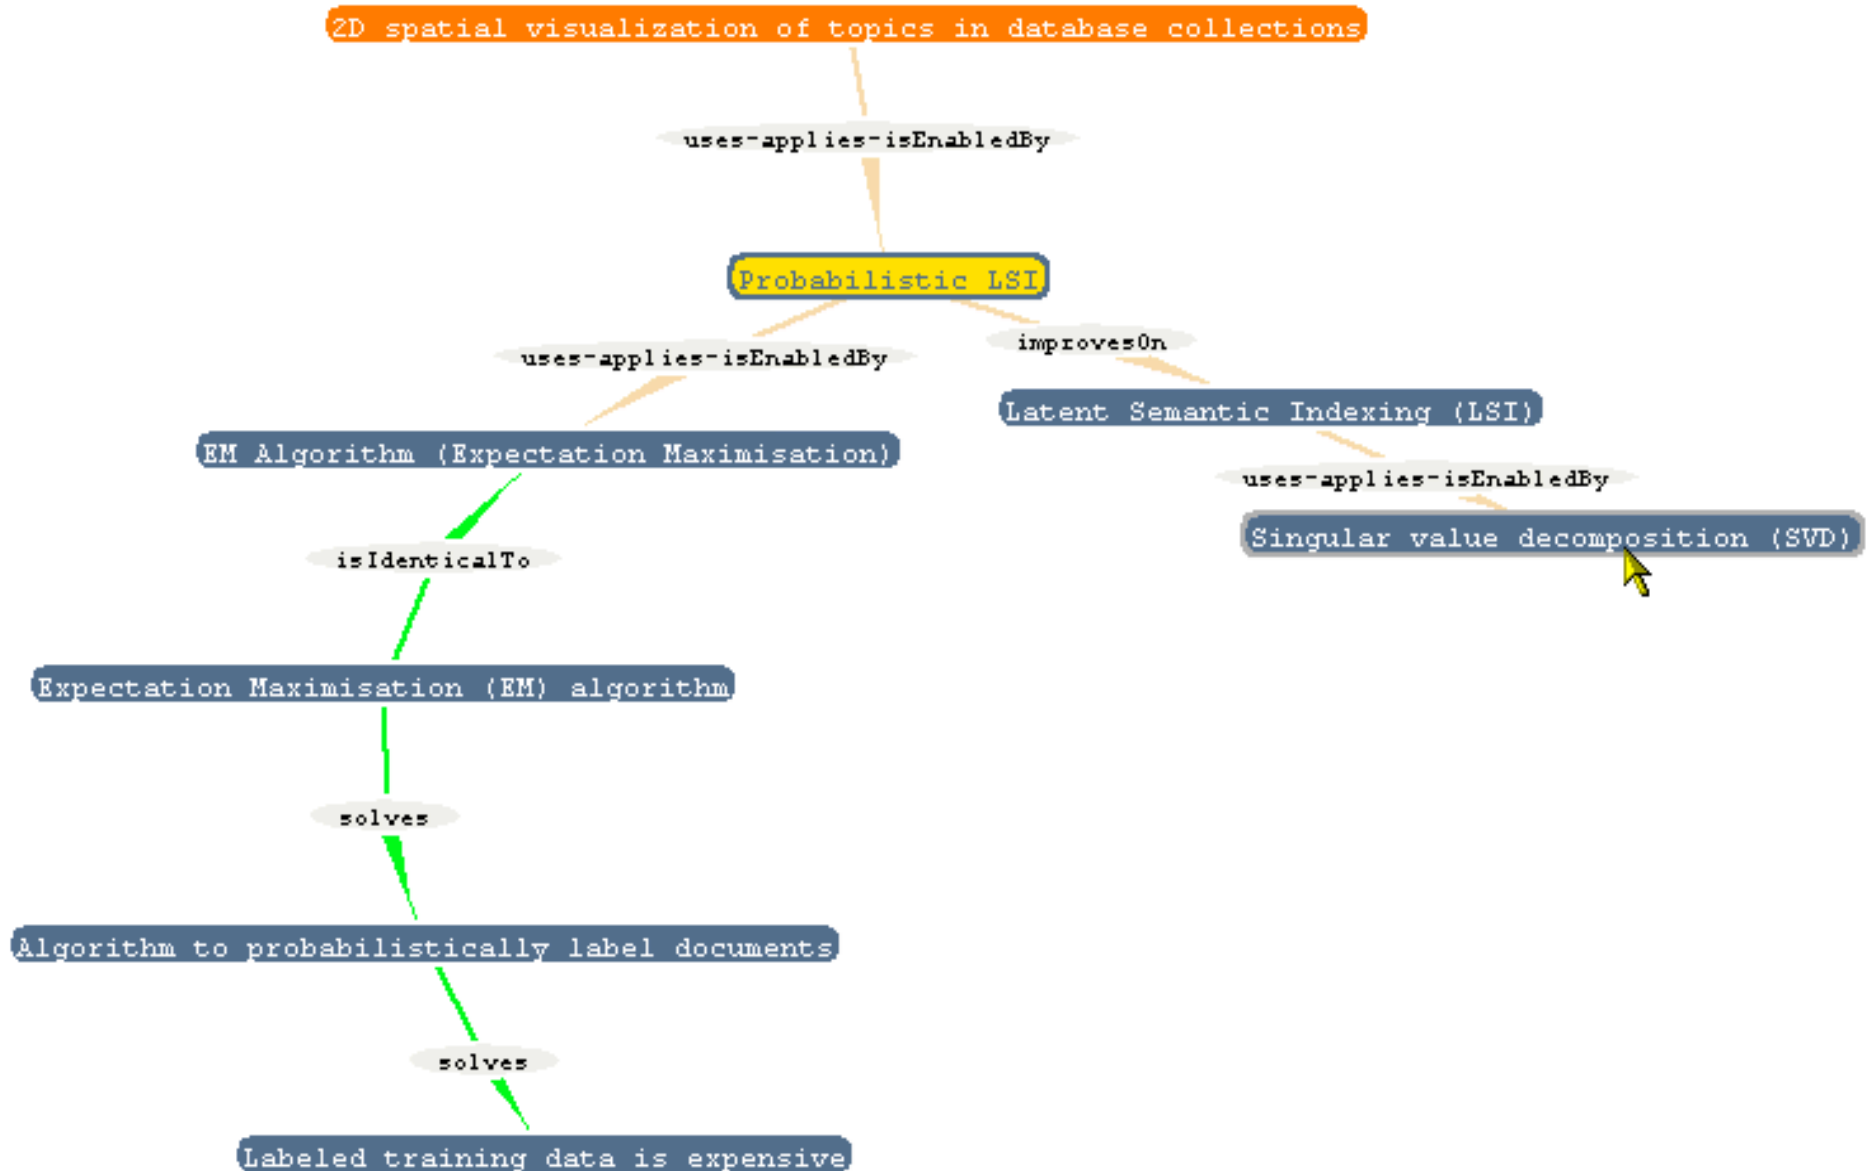 2D spatial visualization of topics in database collections
uses-applies-isEnabledBy
Probabilistic LSI
uses-applies-isEnabledBy
improvesOn
Latent Semantic Indexing (LSI)
EM Algorithm (Expectation Maximisation)
uses-applies-isEnabledBy
Singular value decomposition (SVD)
isIdenticalTo
Expectation Maximisation (EM) algorithm
solves
Algorithm to probabilistically label documents
solves
Labeled training data is expensive